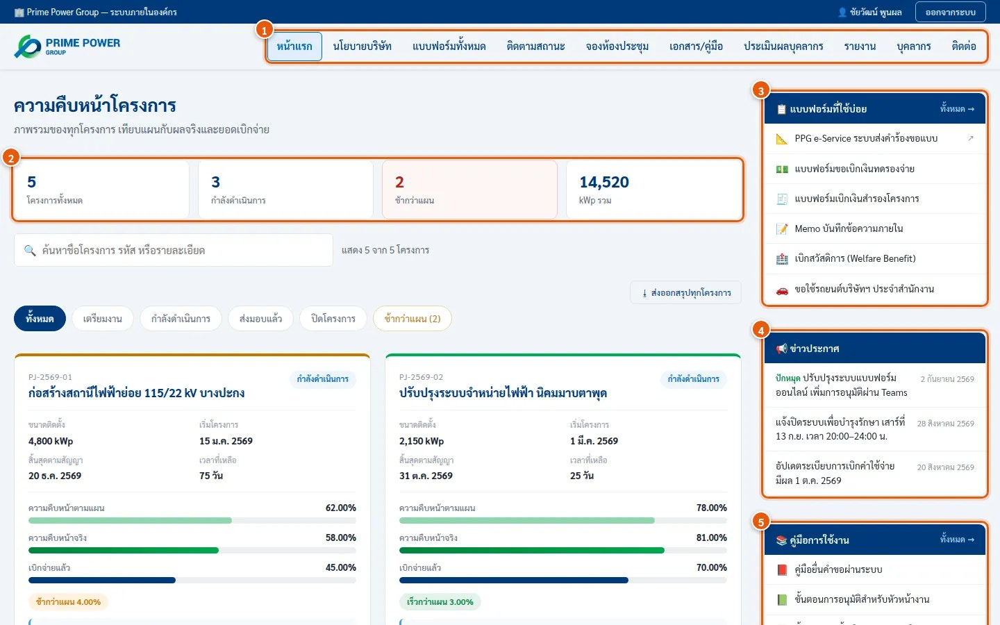 Prime Power Group — ระบบภายในองค์กร
ชัยวัฒน์ พูนผล
ออกจากระบบ
PRIME POWER
GROUP
1
หน้าแรก นโยบายบริษัท แบบฟอร์มทั้งหมด ติดตามสถานะ จองห้องประชุม เอกสาร/คู่มือ ประเมินผลบุคลากร รายงาน บุคลากร ติดต่อ
ความคืบหน้าโครงการ
ภาพรวมของทุกโครงการ เทียบแผนกับผลจริงและยอดเบิกจ่าย
2
5
โครงการทั้งหมด
3
กำลังดำเนินการ
2
ช้ากว่าแผน
14,520
kWp รวม
ค้นหาชื่อโครงการ รหัส หรือรายละเอียด
แสดง 5 จาก 5 โครงการ
⭳ ส่งออกสรุปทุกโครงการ
ทั้งหมด เตรียมงาน กำลังดำเนินการ ส่งมอบแล้ว ปิดโครงการ ช้ากว่าแผน (2)
PJ-2569-01
กำลังดำเนินการ
ก่อสร้างสถานีไฟฟ้าย่อย 115/22 kV บางปะกง
ขนาดติดตั้ง เริ่มโครงการ
4,800 kWp 15 ม.ค. 2569
สิ้นสุดตามสัญญา เวลาที่เหลือ
20 ธ.ค. 2569 75 วัน
ความคืบหน้าตามแผน 62.00%
ความคืบหน้าจริง 58.00%
เบิกจ่ายแล้ว 45.00%
ช้ากว่าแผน 4.00%
PJ-2569-02
กำลังดำเนินการ
ปรับปรุงระบบจำหน่ายไฟฟ้า นิคมมาบตาพุด
ขนาดติดตั้ง เริ่มโครงการ
2,150 kWp 1 มี.ค. 2569
สิ้นสุดตามสัญญา เวลาที่เหลือ
31 ต.ค. 2569 25 วัน
ความคืบหน้าตามแผน 78.00%
ความคืบหน้าจริง 81.00%
เบิกจ่ายแล้ว 70.00%
เร็วกว่าแผน 3.00%
3
แบบฟอร์มที่ใช้บ่อย ทั้งหมด →
PPG e-Service ระบบส่งคำร้องขอแบบ ↗
แบบฟอร์มขอเบิกเงินทดรองจ่าย
แบบฟอร์มเบิกเงินสำรองโครงการ
Memo บันทึกข้อความภายใน
เบิกสวัสดิการ (Welfare Benefit)
ขอใช้รถยนต์บริษัทฯ ประจำสำนักงาน
4
ข่าวประกาศ
ปักหมุด ปรับปรุงระบบแบบฟอร์ม 2 กันยายน 2569
ออนไลน์ เพิ่มการอนุมัติผ่าน Teams
แจ้งปิดระบบเพื่อบำรุงรักษา เสาร์ที่ 28 สิงหาคม 2569
13 ก.ย. เวลา 20:00–24:00 น.
อัปเดตระเบียบการเบิกค่าใช้จ่าย 20 สิงหาคม 2569
มีผล 1 ต.ค. 2569
5
คู่มือการใช้งาน ทั้งหมด →
คู่มือยื่นคำขอผ่านระบบ
ขั้นตอนการอนุมัติสำหรับหัวหน้างาน